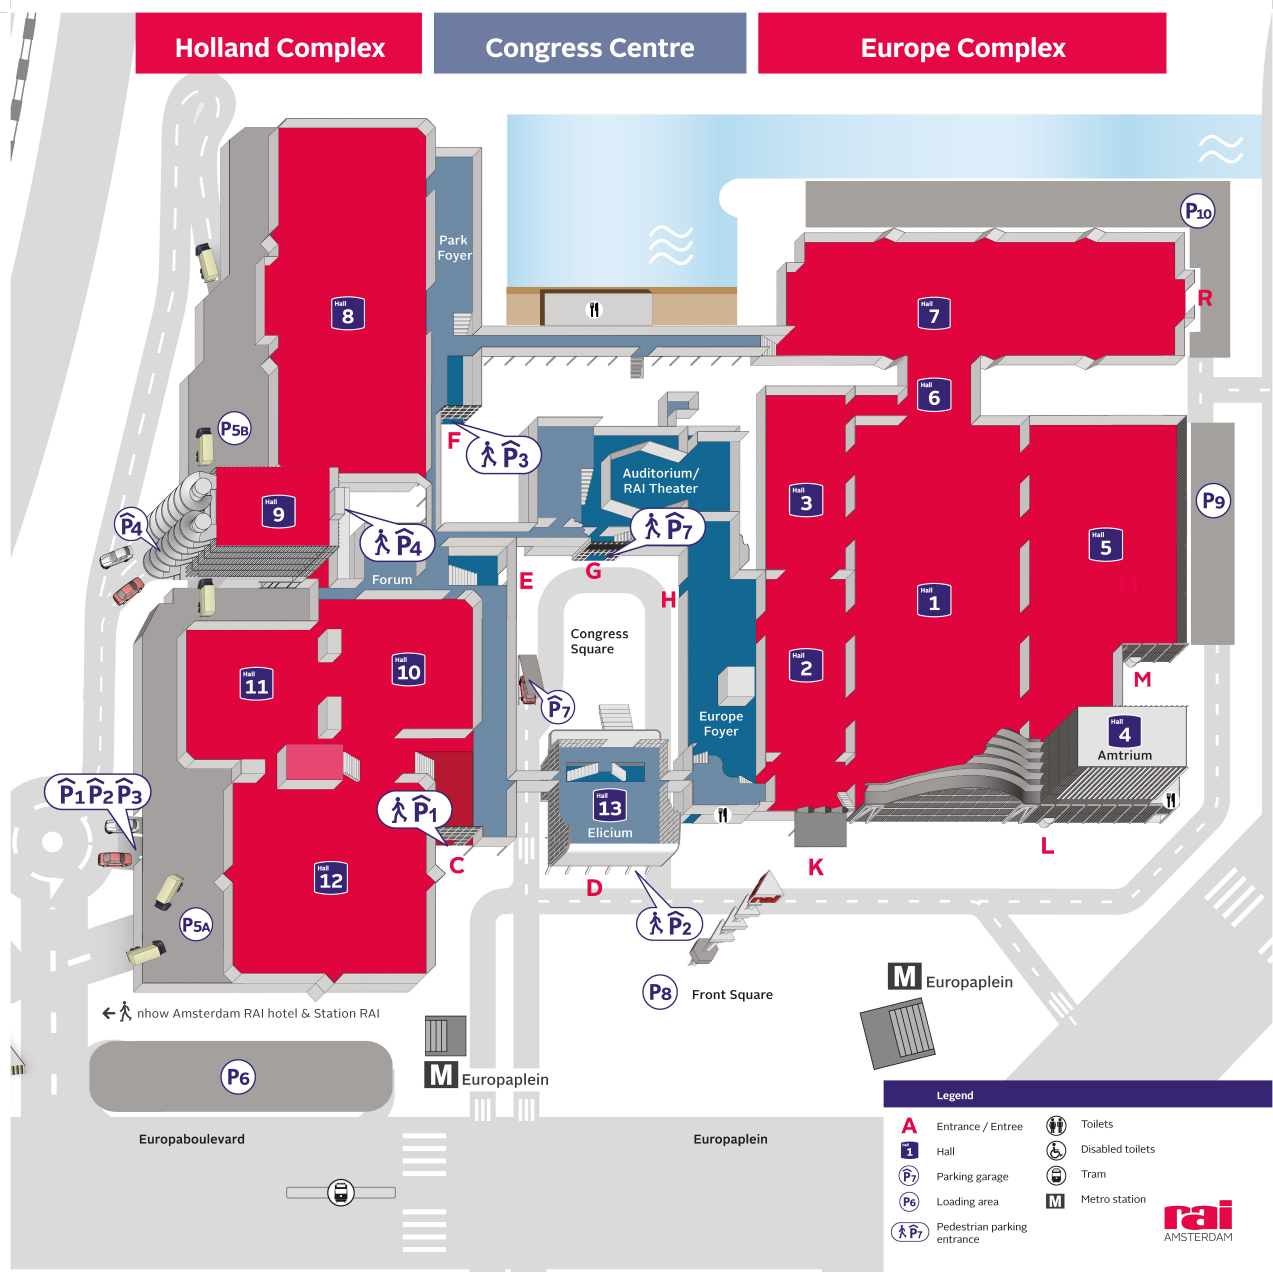 Holland Complex
Congress Centre
Europe Complex
P10
Park
Foyer
R
Hall
8
Hall
7
Hall
6
P5B
F
P3
Auditorium/
RAI Theater
Hall
3
P9
Hall
9
P4
P4
P7
Hall
5
Forum
E
G
H
M
Hall
1
Congress
Square
Hall
11
Hall
10
Hall
2
M
P7
Europe
Foyer
Hall
4
Amtrium
P1 P2 P3
P1
Hall
13
Elicium
C
K
L
Hall
12
D
rai
P5A
P2
P8
Front Square
M Europaplein
nhow Amsterdam RAI hotel & Station RAI
P6
M Europaplein
Europaboulevard
Europaplein
Legend
A Entrance / Entree
Hall
1 Hall
P7 Parking garage
P6 Loading area
P7 Pedestrian parking
entrance
Toilets
Disabled toilets
Tram
M Metro station
rai
AMSTERDAM